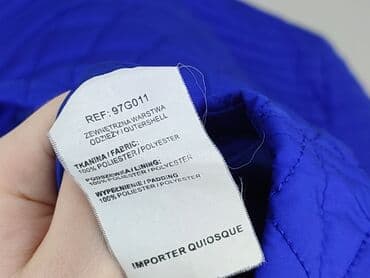 REF: 97G011
ZEWNĘTRZNA WARSTWA
ODZIEŻY / OUTERSHELL
TKANINA / FABRIC:
100% POLIESTER / POLYESTER
PODSZEWKA / LINING:
100% POLIESTER / POLYESTER
WYPEŁNIENIE / PADDING
100% POLIESTER / POLYESTER
IMPORTER QUIOSQUE